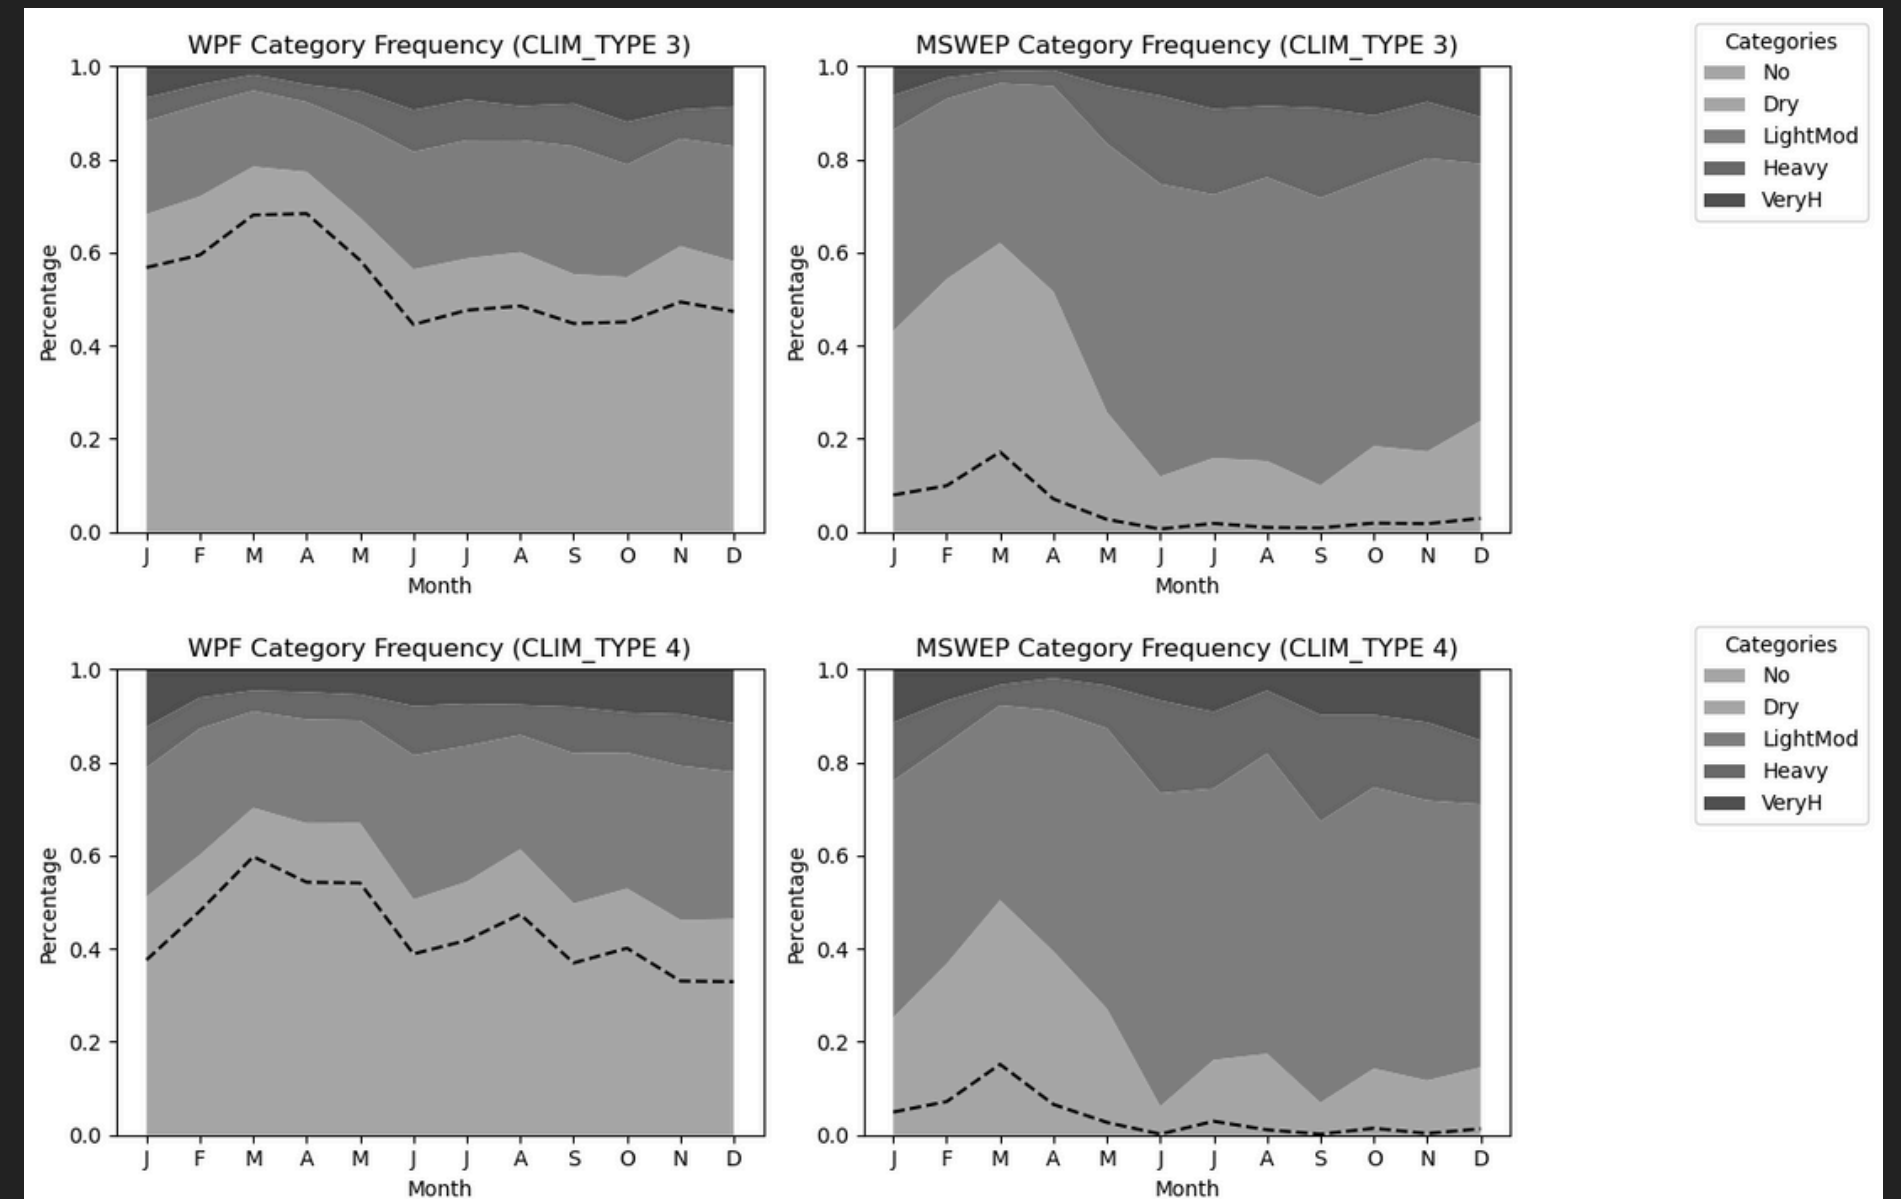 WPF Category Frequency (CLIM_TYPE 3)
1.0
0.8
0.6
0.4
0.2
0.0
Percentage
J F M A M J J A S O N D
Month
MSWEP Category Frequency (CLIM_TYPE 3)
1.0
0.8
0.6
0.4
0.2
0.0
Percentage
J F M A M J J A S O N D
Month
Categories
No
Dry
LightMod
Heavy
VeryH
WPF Category Frequency (CLIM_TYPE 4)
1.0
0.8
0.6
0.4
0.2
0.0
Percentage
J F M A M J J A S O N D
Month
MSWEP Category Frequency (CLIM_TYPE 4)
1.0
0.8
0.6
0.4
0.2
0.0
Percentage
J F M A M J J A S O N D
Month
Categories
No
Dry
LightMod
Heavy
VeryH